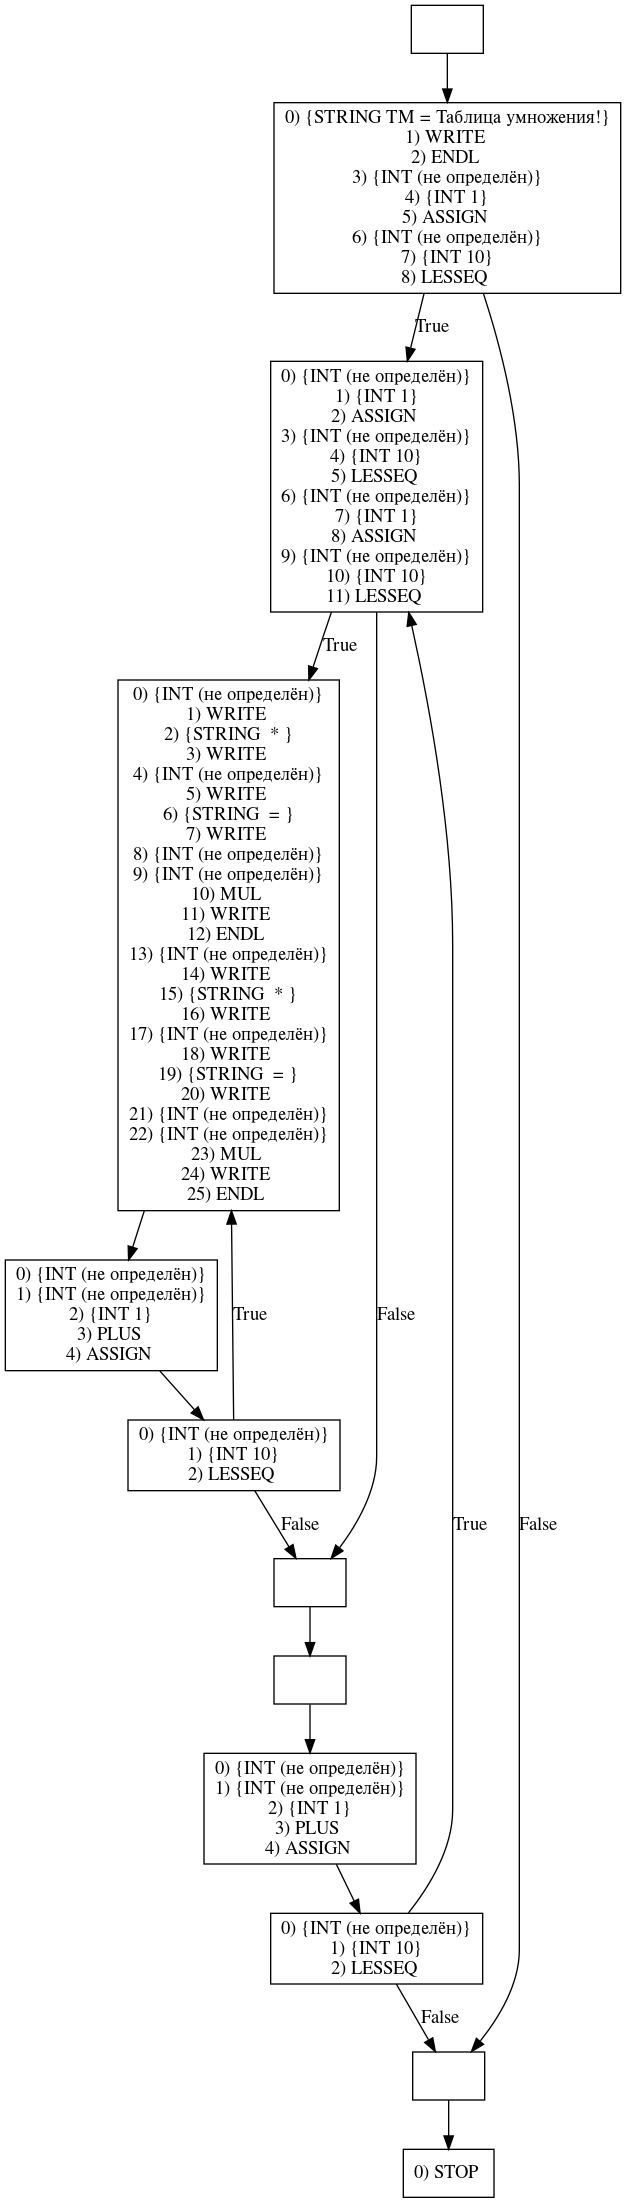 0) {STRING TM = Таблица умножения!}
1) WRITE
2) ENDL
3) {INT (не определён)}
4) {INT 1}
5) ASSIGN
6) {INT (не определён)}
7) {INT 10}
8) LESSEQ
True
0) {INT (не определён)}
1) {INT 1}
2) ASSIGN
3) {INT (не определён)}
4) {INT 10}
5) LESSEQ
6) {INT (не определён)}
7) {INT 1}
8) ASSIGN
9) {INT (не определён)}
10) {INT 10}
11) LESSEQ
True
0) {INT (не определён)}
1) WRITE
2) {STRING  * }
3) WRITE
4) {INT (не определён)}
5) WRITE
6) {STRING  = }
7) WRITE
8) {INT (не определён)}
9) {INT (не определён)}
10) MUL
11) WRITE
12) ENDL
13) {INT (не определён)}
14) WRITE
15) {STRING  * }
16) WRITE
17) {INT (не определён)}
18) WRITE
19) {STRING  = }
20) WRITE
21) {INT (не определён)}
22) {INT (не определён)}
23) MUL
24) WRITE
25) ENDL
0) {INT (не определён)}
1) {INT (не определён)}
2) {INT 1}
3) PLUS
4) ASSIGN
True
False
0) {INT (не определён)}
1) {INT 10}
2) LESSEQ
False
True
False
0) {INT (не определён)}
1) {INT (не определён)}
2) {INT 1}
3) PLUS
4) ASSIGN
0) {INT (не определён)}
1) {INT 10}
2) LESSEQ
False
0) STOP